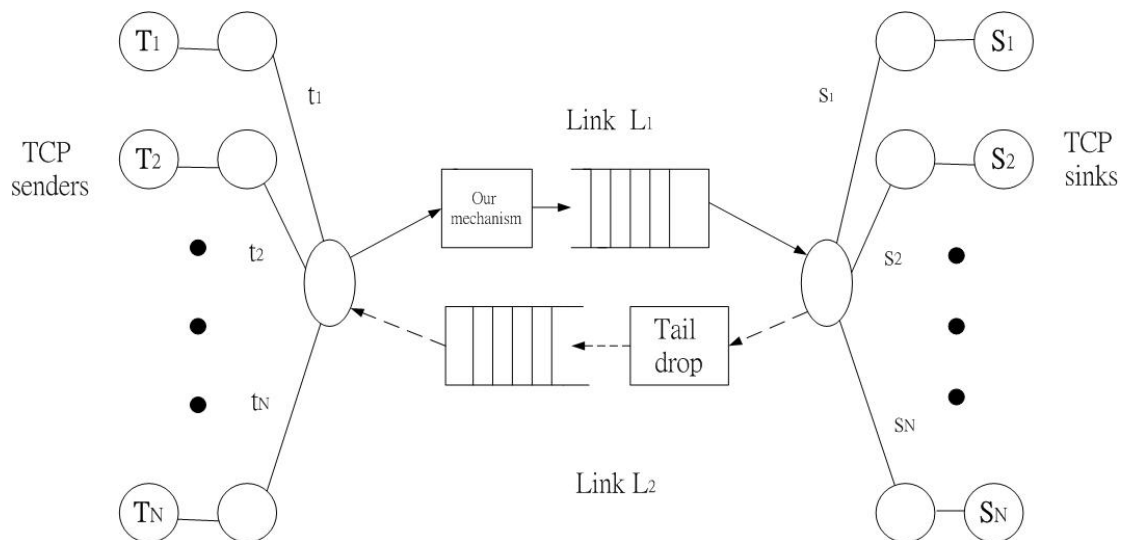 T1
S1
t1
s1
Link L1
TCP
senders
T2
S2
TCP
sinks
Our
mechanism
t2
s2
Tail
drop
tN
sN
Link L2
TN
SN